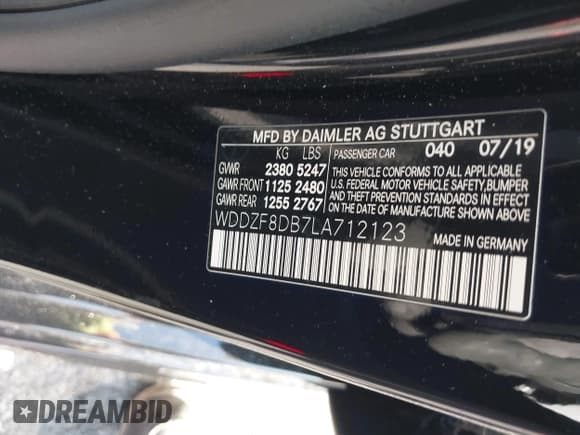 MFD BY DAIMLER AG STUTTGART
KG LBS PASSENGER CAR 040 07/19
GVWR 2380 5247
GAWR FRONT 1125 2480
GAWR REAR 1255 2767
THIS VEHICLE CONFORMS TO ALL APPLICABLE
U.S. FEDERAL MOTOR VEHICLE SAFETY, BUMPER
AND THEFT PREVENTION STANDARDS IN EFFECT
ON THE DATE OF MANUFACTURE SHOWN ABOVE.
WDDZF8DB7LA712123
MADE IN GERMANY
DREAMBID